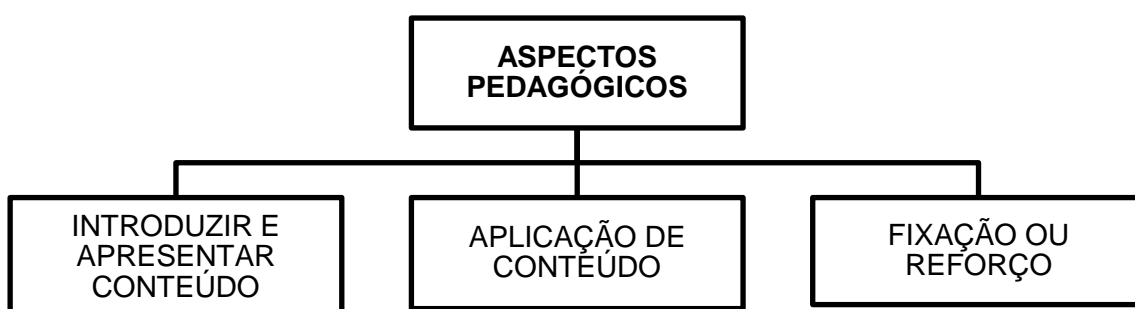 ASPECTOS
PEDAGÓGICOS
INTRODUZIR E
APRESENTAR
CONTEÚDO
APLICAÇÃO DE
CONTEÚDO
FIXAÇÃO OU
REFORÇO